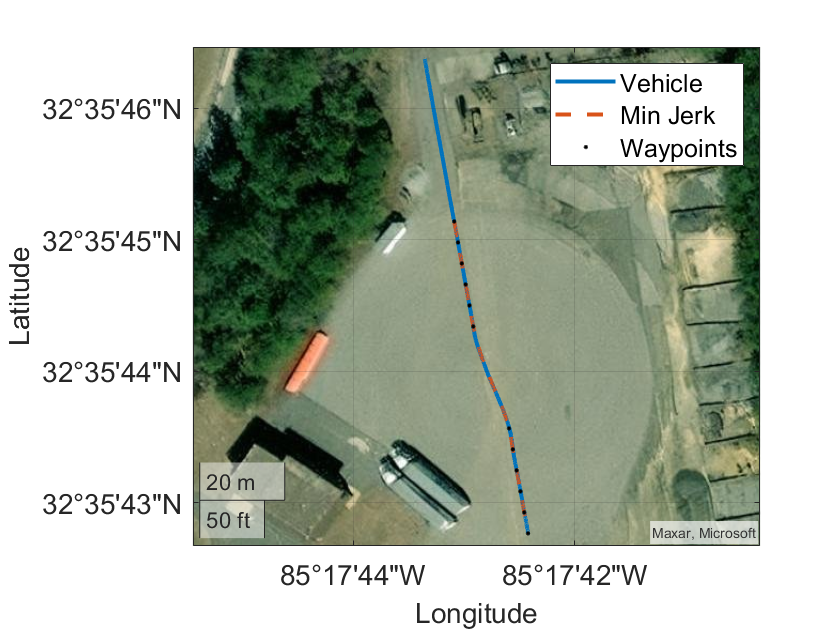 Vehicle
Min Jerk
Waypoints
32°35'46"N
32°35'45"N
32°35'44"N
32°35'43"N
Latitude
20 m
50 ft
Maxar, Microsoft
85°17'44"W
85°17'42"W
Longitude